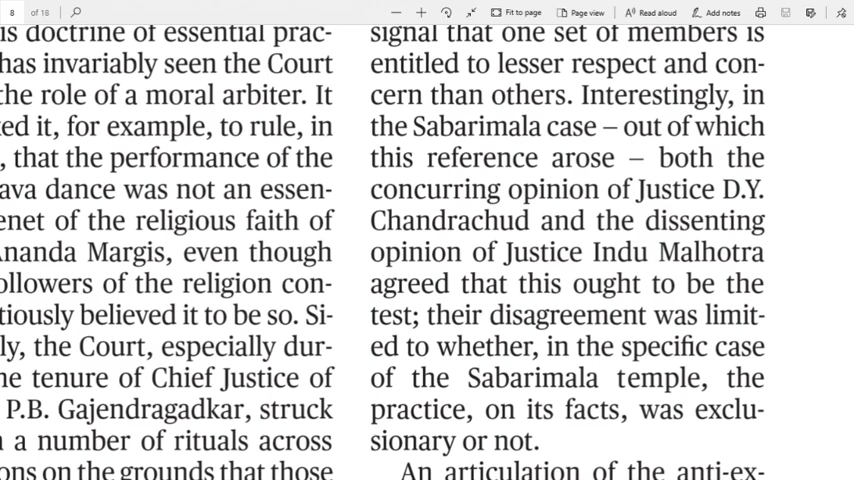 8 of 18 Fit to page Page view Read aloud Add notes
is doctrine of essential prac-
has invariably seen the Court
the role of a moral arbiter. It
ed it, for example, to rule, in
, that the performance of the
ava dance was not an essen-
enet of the religious faith of
Ananda Margis, even though
ollowers of the religion con-
tiously believed it to be so. Si-
ly, the Court, especially dur-
he tenure of Chief Justice of
P.B. Gajendragadkar, struck
a number of rituals across
ons on the grounds that those
signal that one set of members is
entitled to lesser respect and con-
cern than others. Interestingly, in
the Sabarimala case – out of which
this reference arose – both the
concurring opinion of Justice D.Y.
Chandrachud and the dissenting
opinion of Justice Indu Malhotra
agreed that this ought to be the
test; their disagreement was limit-
ed to whether, in the specific case
of the Sabarimala temple, the
practice, on its facts, was exclu-
sionary or not.
An articulation of the anti-ex-